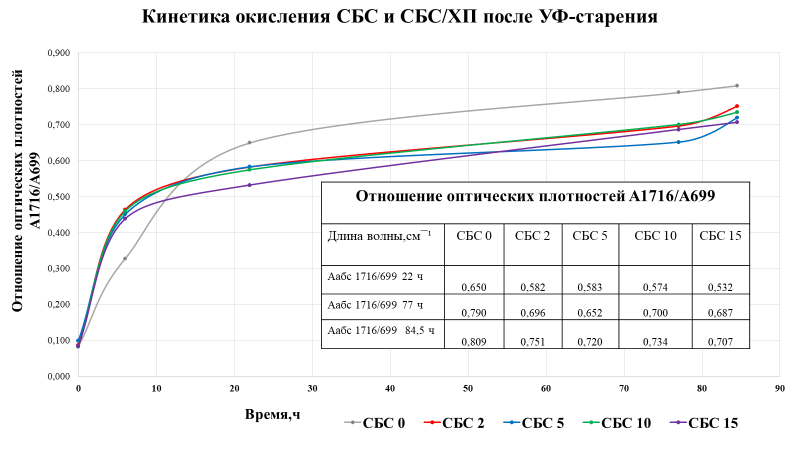 Кинетика окисления СБС и СБС/ХП после УФ-старения
Отношение оптических плотностей
А1716/А699
0,900
0,800
0,700
0,600
0,500
0,400
0,300
0,200
0,100
0,000
0 10 20 30 40 50 60 70 80 90
Время,ч
Отношение оптических плотностей А1716/А699
Длина волны,см¯¹ СБС 0 СБС 2 СБС 5 СБС 10 СБС 15
Aабс 1716/699 22 ч 0,650 0,582 0,583 0,574 0,532
Aабс 1716/699 77 ч 0,790 0,696 0,652 0,700 0,687
Aабс 1716/699 84,5 ч 0,809 0,751 0,720 0,734 0,707
СБС 0 СБС 2 СБС 5 СБС 10 СБС 15